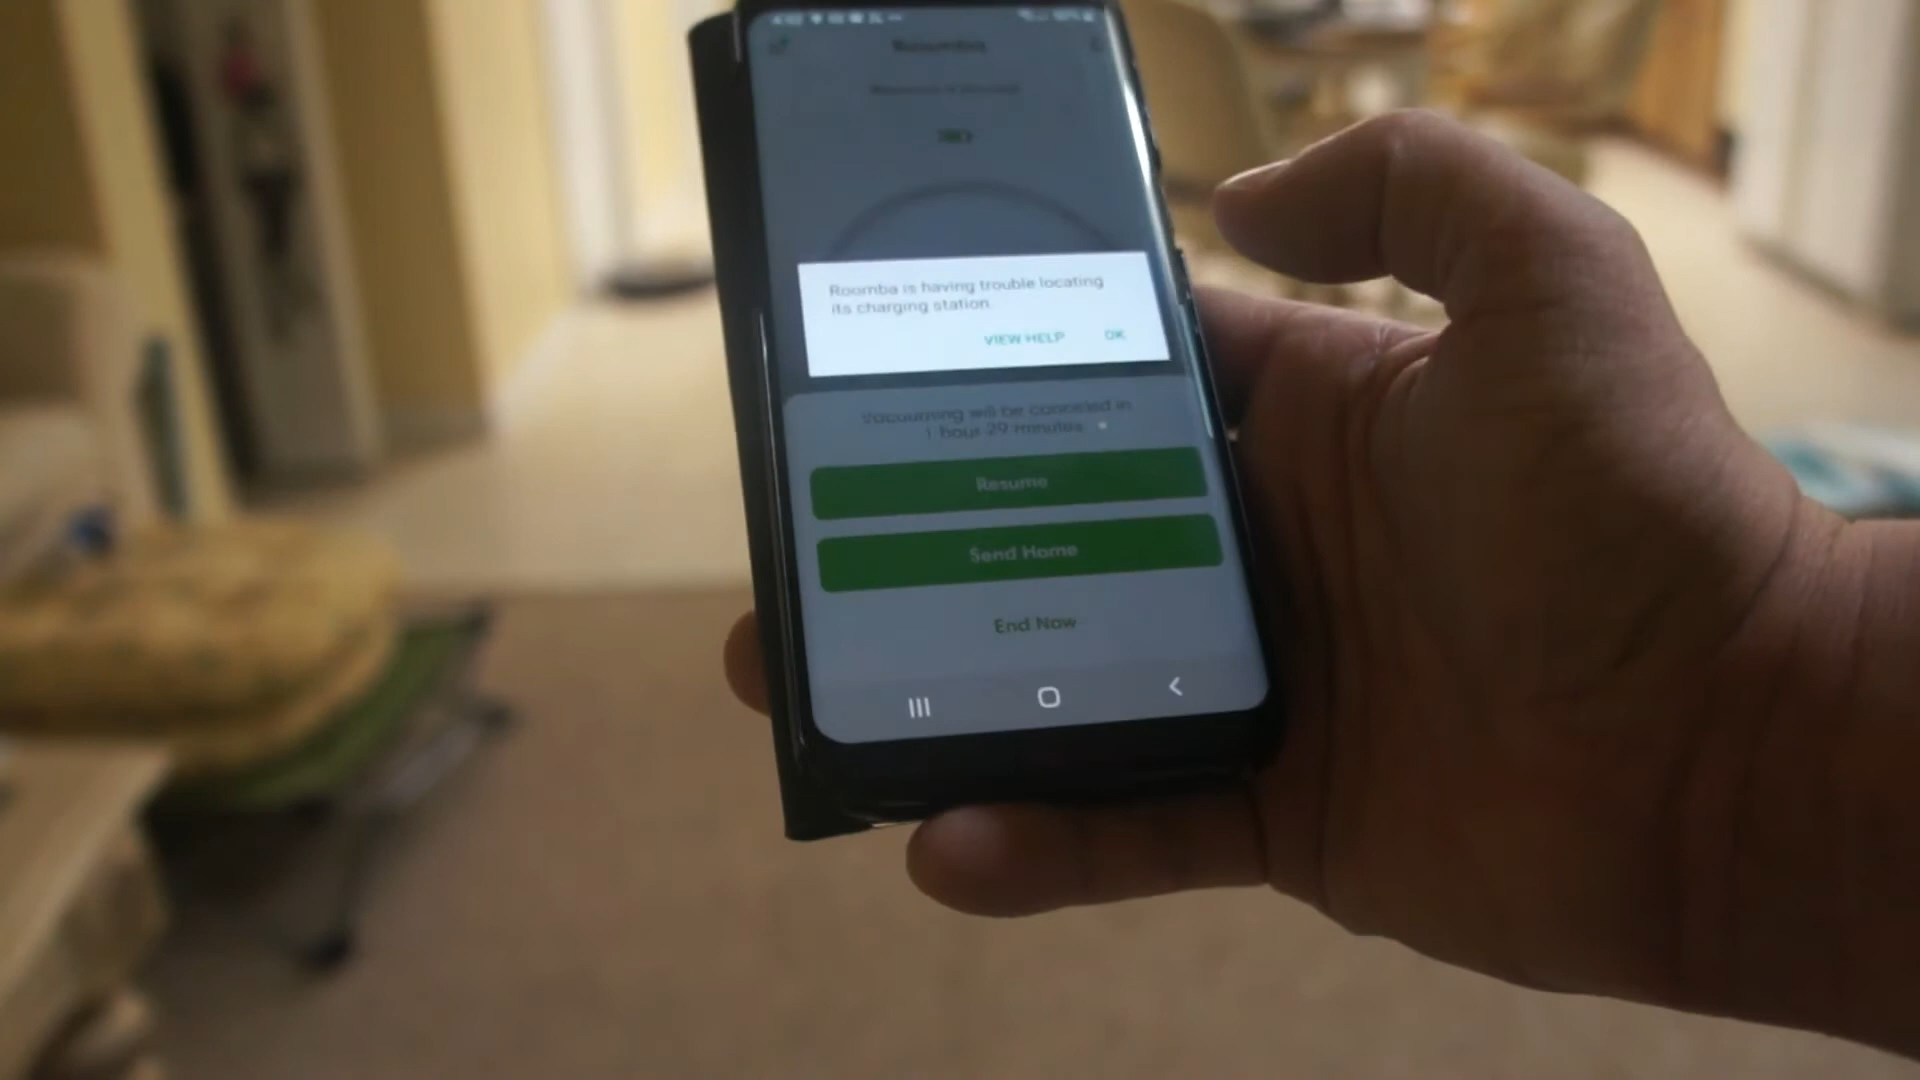 Roomba is having trouble locating
its charging station
VIEW HELP OK
Vacuuming will be canceled in
1 hour 29 minutes
Resume
Send Home
End Now